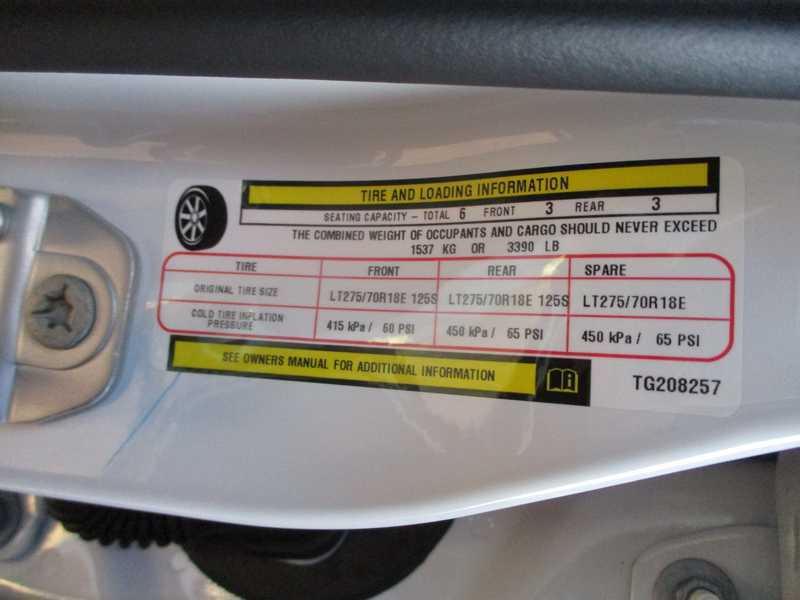 TIRE AND LOADING INFORMATION
SEATING CAPACITY - TOTAL 6 FRONT 3 REAR 3
THE COMBINED WEIGHT OF OCCUPANTS AND CARGO SHOULD NEVER EXCEED
1537 KG OR 3390 LB
TIRE FRONT REAR SPARE
ORIGINAL TIRE SIZE LT275/70R18E 125S LT275/70R18E 125S LT275/70R18E
COLD TIRE INFLATION
PRESSURE 415 kPa / 60 PSI 450 kPa / 65 PSI 450 kPa / 65 PSI
SEE OWNERS MANUAL FOR ADDITIONAL INFORMATION
TG208257